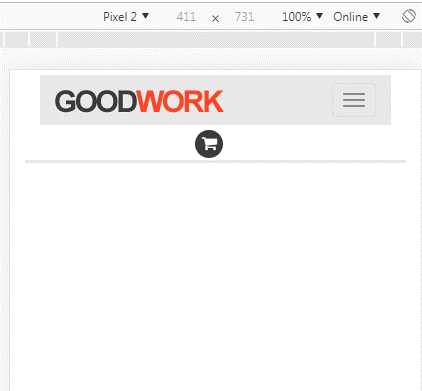 Pixel 2 ▼ 411 × 731 100% ▼ Online ▼
GOODWORK